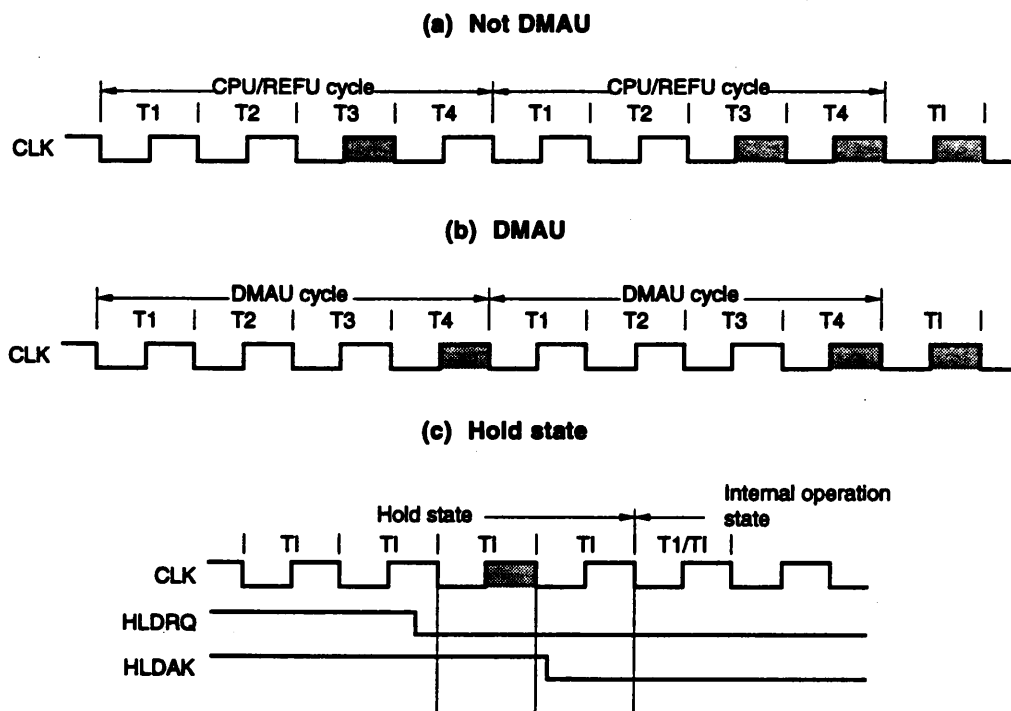 (a) Not DMAU
CPU/REFU cycle CPU/REFU cycle
T1 T2 T3 T4 T1 T2 T3 T4 TI
CLK
(b) DMAU
DMAU cycle DMAU cycle
T1 T2 T3 T4 T1 T2 T3 T4 TI
CLK
(c) Hold state
Hold state Internal operation
state
TI TI TI TI T1/TI
CLK
HLDRQ
HLDAK